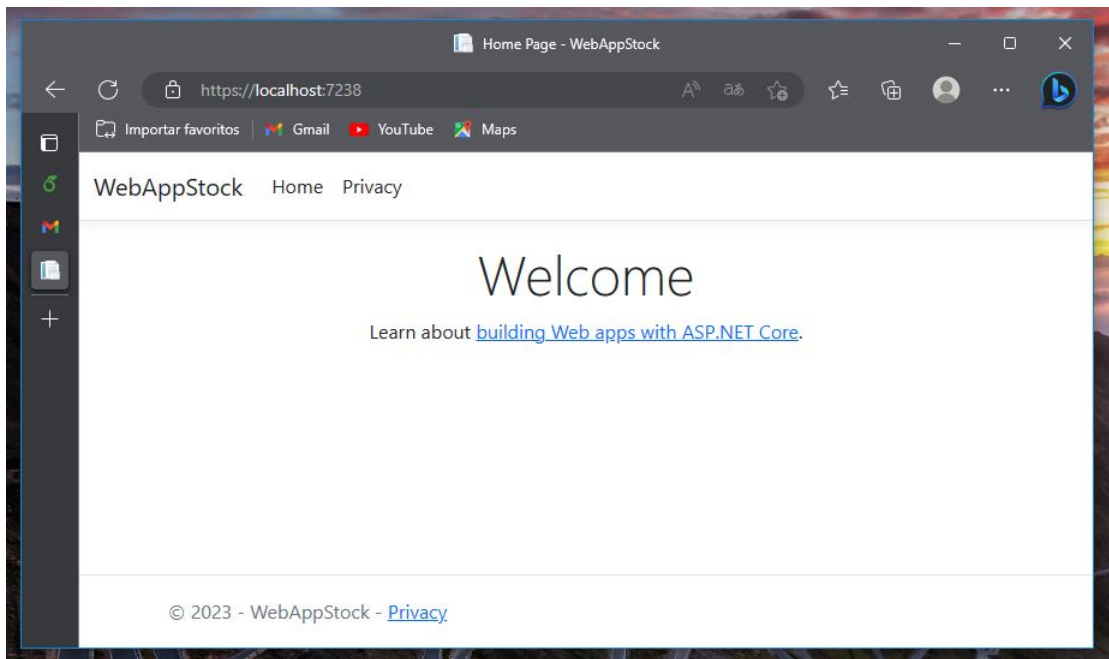 Home Page - WebAppStock
https://localhost:7238
Importar favoritos Gmail YouTube Maps
WebAppStock Home Privacy
Welcome
Learn about building Web apps with ASP.NET Core.
© 2023 - WebAppStock - Privacy